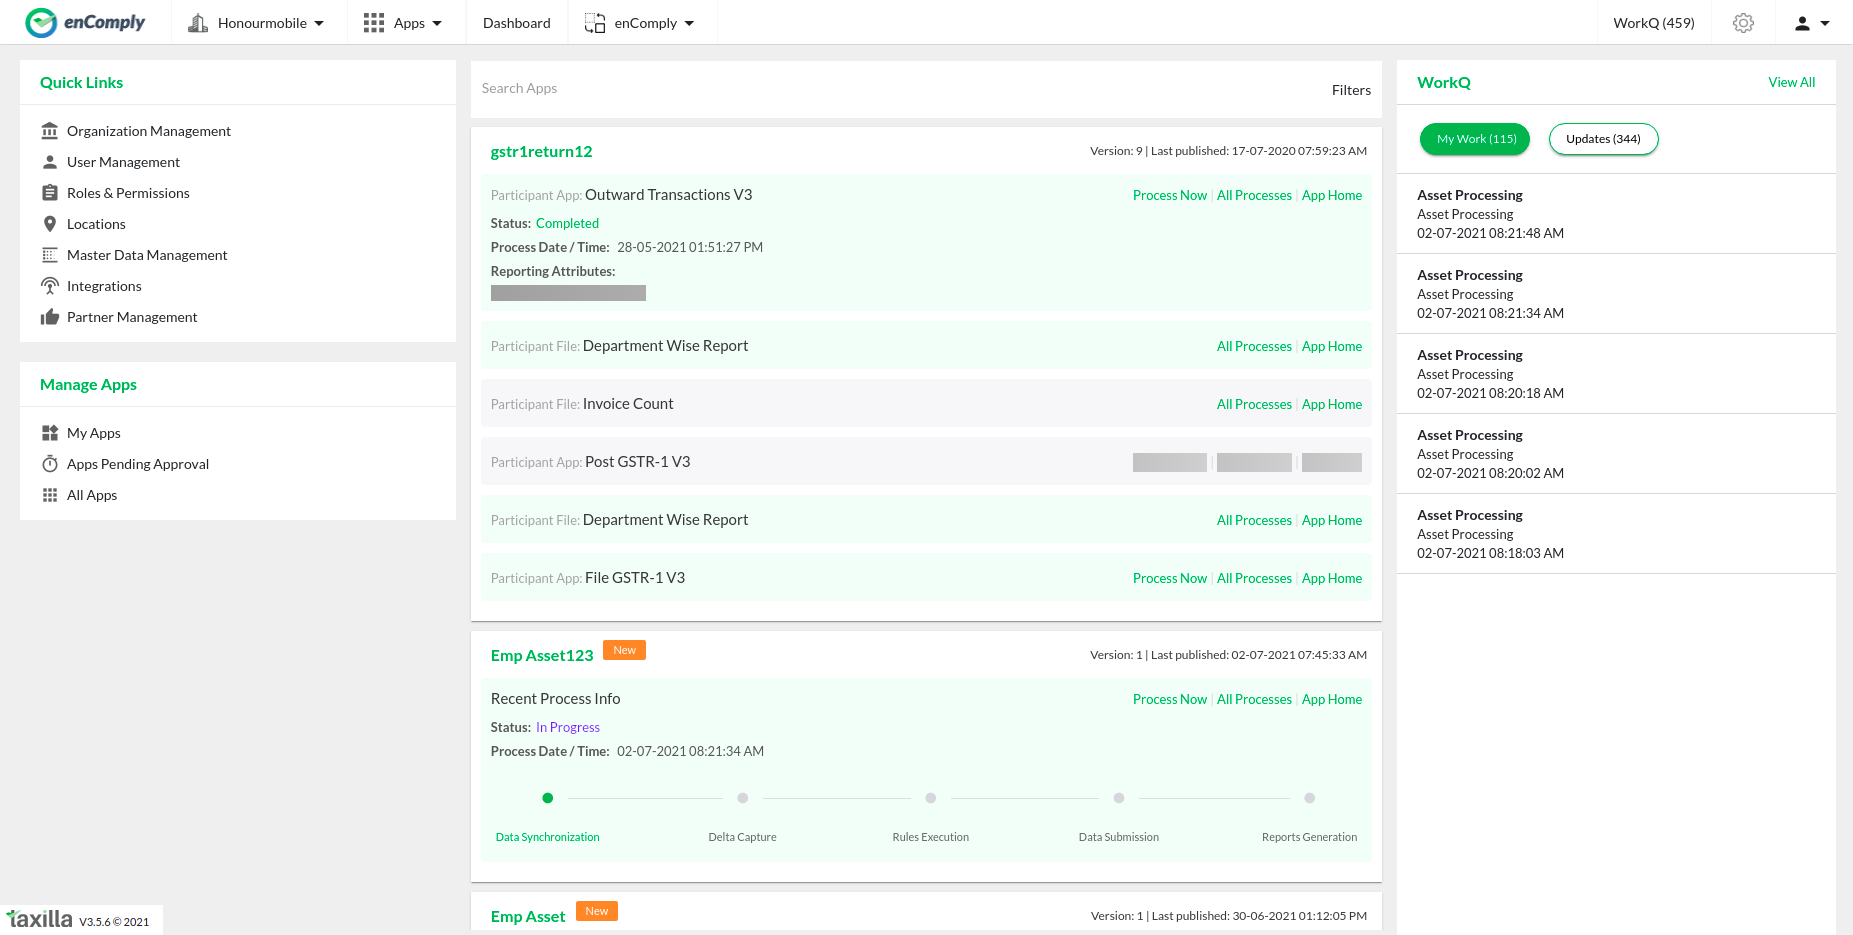 enComply
Honourmobile
Apps
Dashboard
enComply
WorkQ (459)
Quick Links
Organization Management
User Management
Roles & Permissions
Locations
Master Data Management
Integrations
Partner Management
Manage Apps
My Apps
Apps Pending Approval
All Apps
Search Apps
Filters
gstr1return12
Version: 9 | Last published: 17-07-2020 07:59:23 AM
Participant App: Outward Transactions V3
Process Now | All Processes | App Home
Status: Completed
Process Date / Time: 28-05-2021 01:51:27 PM
Reporting Attributes:
Participant File: Department Wise Report
All Processes | App Home
Participant File: Invoice Count
All Processes | App Home
Participant App: Post GSTR-1 V3
Participant File: Department Wise Report
All Processes | App Home
Participant App: File GSTR-1 V3
Process Now | All Processes | App Home
Emp Asset123
New
Version: 1 | Last published: 02-07-2021 07:45:33 AM
Recent Process Info
Process Now | All Processes | App Home
Status: In Progress
Process Date / Time: 02-07-2021 08:21:34 AM
Data Synchronization
Delta Capture
Rules Execution
Data Submission
Reports Generation
Emp Asset
New
Version: 1 | Last published: 30-06-2021 01:12:05 PM
WorkQ
View All
My Work (115)
Updates (344)
Asset Processing
Asset Processing
02-07-2021 08:21:48 AM
Asset Processing
Asset Processing
02-07-2021 08:21:34 AM
Asset Processing
Asset Processing
02-07-2021 08:20:18 AM
Asset Processing
Asset Processing
02-07-2021 08:20:02 AM
Asset Processing
Asset Processing
02-07-2021 08:18:03 AM
taxilla V3.5.6 © 2021